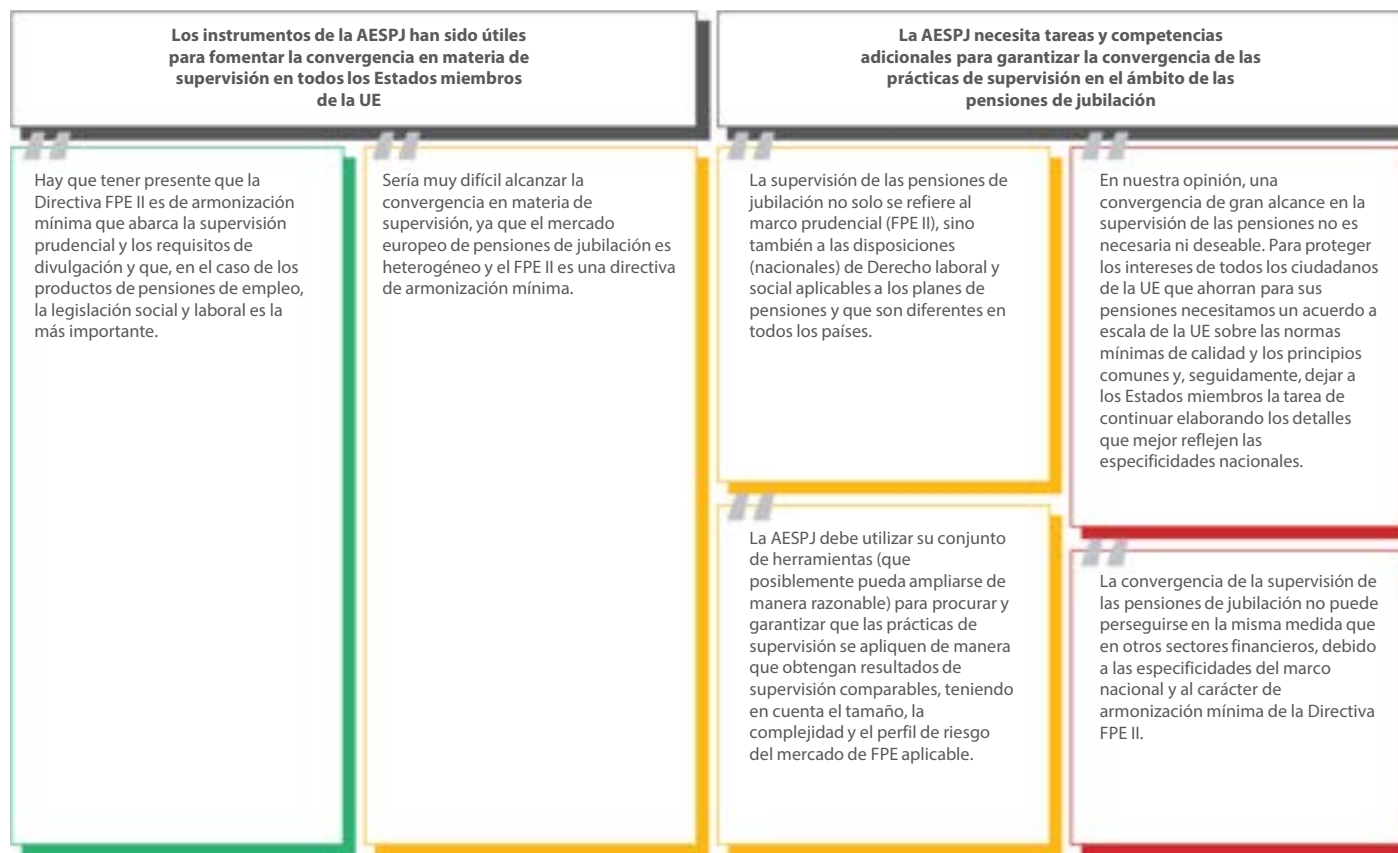 Los instrumentos de la AESPJ han sido útiles
para fomentar la convergencia en materia de
supervisión en todos los Estados miembros
de la UE
La AESPJ necesita tareas y competencias
adicionales para garantizar la convergencia de las
prácticas de supervisión en el ámbito de las
pensiones de jubilación
Hay que tener presente que la
Directiva FPE II es de armonización
mínima que abarca la supervisión
prudencial y los requisitos de
divulgación y que, en el caso de los
productos de pensiones de empleo,
la legislación social y laboral es la
más importante.
Sería muy difícil alcanzar la
convergencia en materia de
supervisión, ya que el mercado
europeo de pensiones de jubilación es
heterogéneo y el FPE II es una directiva
de armonización mínima.
La supervisión de las pensiones de
jubilación no solo se refiere al
marco prudencial (FPE II), sino
también a las disposiciones
(nacionales) de Derecho laboral y
social aplicables a los planes de
pensiones y que son diferentes en
todos los países.
La AESPJ debe utilizar su conjunto
de herramientas (que
posiblemente pueda ampliarse de
manera razonable) para procurar y
garantizar que las prácticas de
supervisión se apliquen de manera
que obtengan resultados de
supervisión comparables, teniendo
en cuenta el tamaño, la
complejidad y el perfil de riesgo
del mercado de FPE aplicable.
En nuestra opinión, una
convergencia de gran alcance en la
supervisión de las pensiones no es
necesaria ni deseable. Para proteger
los intereses de todos los ciudadanos
de la UE que ahorran para sus
pensiones necesitamos un acuerdo a
escala de la UE sobre las normas
mínimas de calidad y los principios
comunes y, seguidamente, dejar a
los Estados miembros la tarea de
continuar elaborando los detalles
que mejor reflejen las
especificidades nacionales.
La convergencia de la supervisión de
las pensiones de jubilación no puede
perseguirse en la misma medida que
en otros sectores financieros, debido
a las especificidades del marco
nacional y al carácter de
armonización mínima de la Directiva
FPE II.